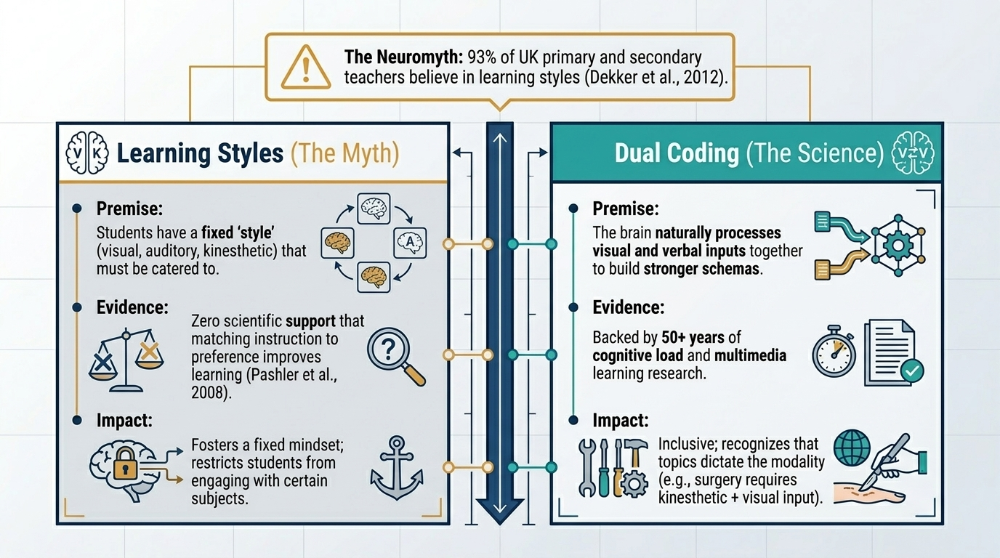 The Neuromyth: 93% of UK primary and secondary
teachers believe in learning styles (Dekker et al., 2012).
V K
Learning Styles (The Myth)
Premise:
Students have a fixed ‘style’
(visual, auditory, kinesthetic) that
must be catered to.
A
Evidence:
Zero scientific support that
matching instruction to
preference improves
learning (Pashler et al.,
2008).
?
Impact:
Fosters a fixed mindset;
restricts students from
engaging with certain
subjects.
Dual Coding (The Science)
V V
Premise:
The brain naturally processes
visual and verbal inputs together
to build stronger schemas.
Evidence:
Backed by 50+ years of
cognitive load and multimedia
learning research.
Impact:
Inclusive; recognizes that
topics dictate the modality
(e.g., surgery requires
kinesthetic + visual input).